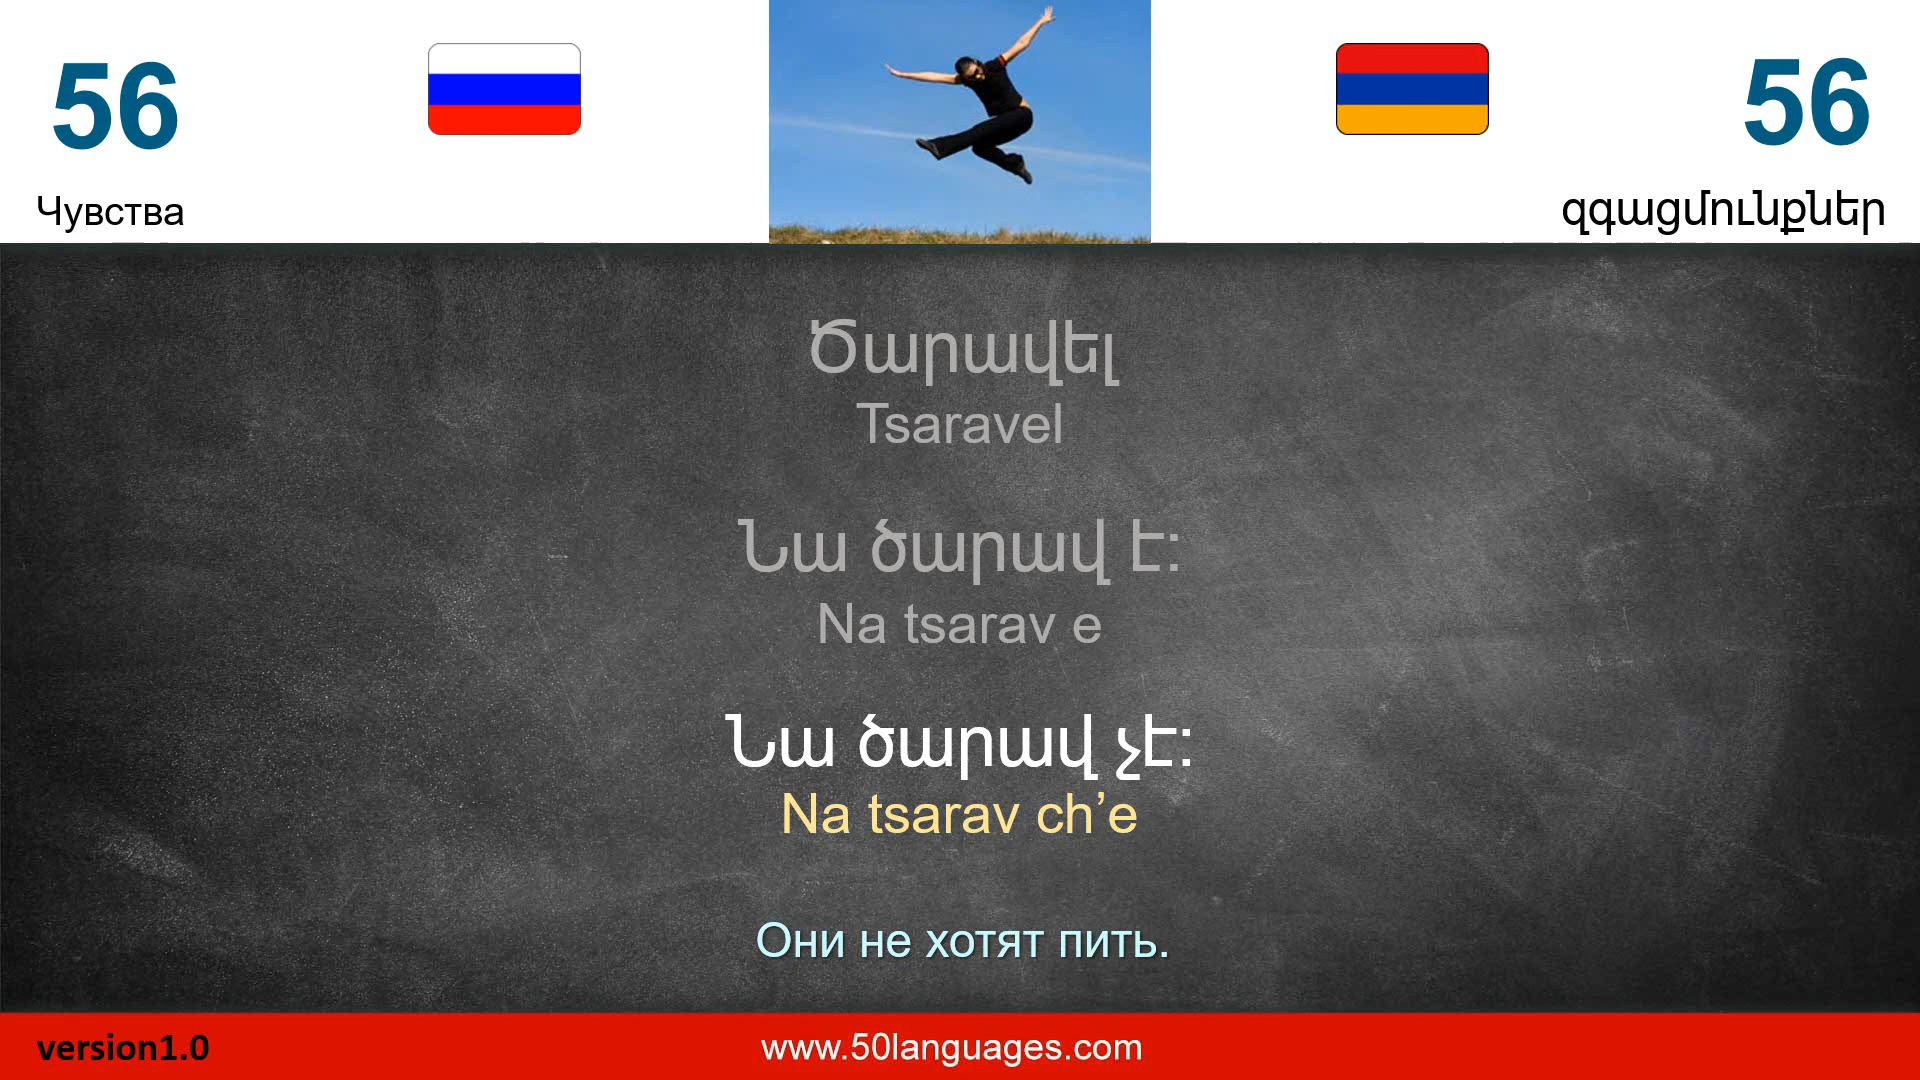 56
56
Чувства
զգացմունքներ
Ծարավել
Tsaravel
Նա ծարավ է:
Na tsarav e
Նա ծարավ չէ:
Na tsarav ch’e
Они не хотят пить.
version1.0
www.50languages.com